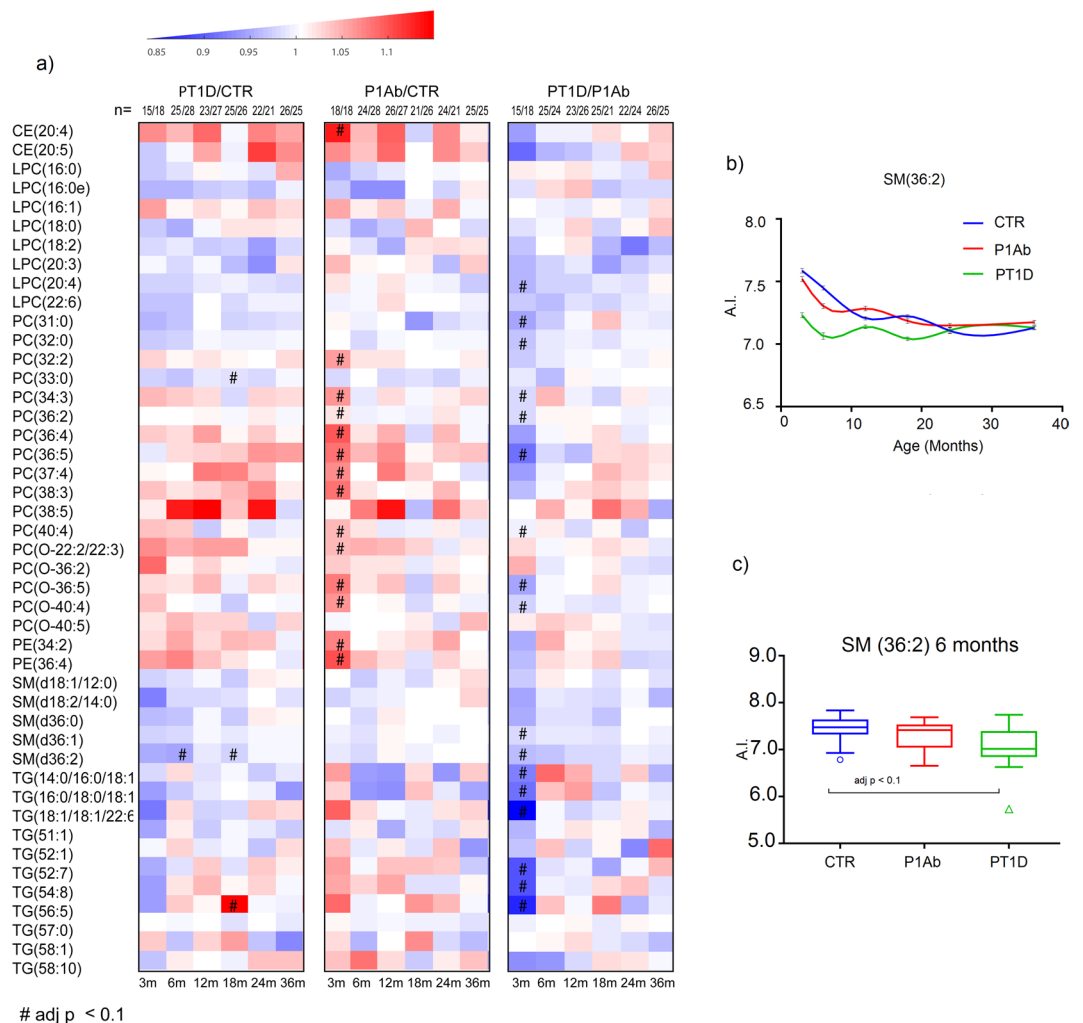 0.85 0.9 0.95 1 1.05 1.1
a)
PT1D/CTR P1Ab/CTR PT1D/P1Ab
n= 15/18 25/28 23/27 25/26 22/21 26/25 18/18 24/28 26/27 21/26 24/21 25/25 15/18 25/24 23/26 25/21 22/24 26/25
CE(20:4) #
CE(20:5)
LPC(16:0)
LPC(16:0e)
LPC(16:1)
LPC(18:0)
LPC(18:2)
LPC(20:3)
LPC(20:4) #
LPC(22:6)
PC(31:0) #
PC(32:0) #
PC(32:2) #
PC(33:0) #
PC(34:3) # #
PC(36:2) # #
PC(36:4) #
PC(36:5) # #
PC(37:4) #
PC(38:3) #
PC(38:5)
PC(40:4) # #
PC(O-22:2/22:3) #
PC(O-36:2)
PC(O-36:5) # #
PC(O-40:4) # #
PC(O-40:5)
PE(34:2) #
PE(36:4) #
SM(d18:1/12:0)
SM(d18:2/14:0)
SM(d36:0)
SM(d36:1) #
SM(d36:2) # # #
TG(14:0/16:0/18:1 #
TG(16:0/18:0/18:1 #
TG(18:1/18:1/22:6 #
TG(51:1)
TG(52:1)
TG(52:7) #
TG(54:8) #
TG(56:5) # #
TG(57:0)
TG(58:1)
TG(58:10)
3m 6m 12m 18m 24m 36m 3m 6m 12m 18m 24m 36m 3m 6m 12m 18m 24m 36m
# adj p < 0.1
b)
SM(36:2)
8.0
7.5
7.0
6.5
A.I.
CTR
P1Ab
PT1D
0 10 20 30 40
Age (Months)
c)
SM (36:2) 6 months
9.0
8.0
7.0
6.0
5.0
A.I.
adj p < 0.1
CTR P1Ab PT1D